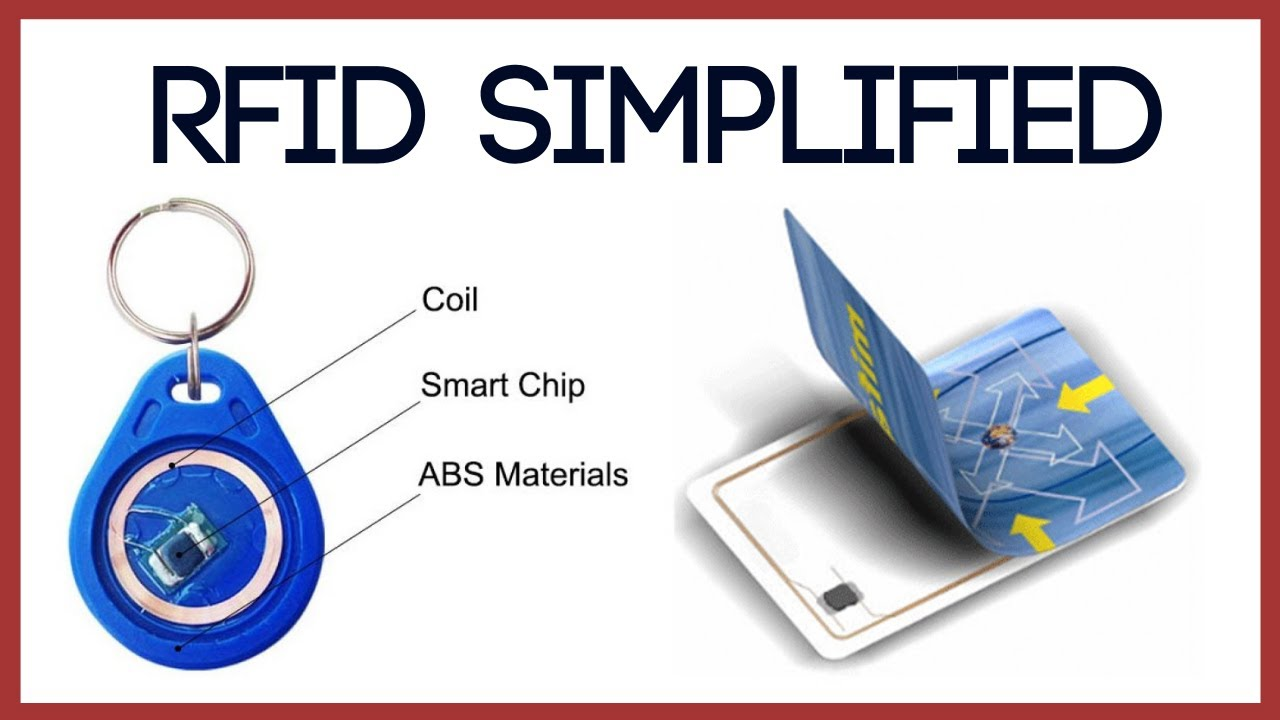 RFID SIMPLIFIED
Coil
Smart Chip
ABS Materials